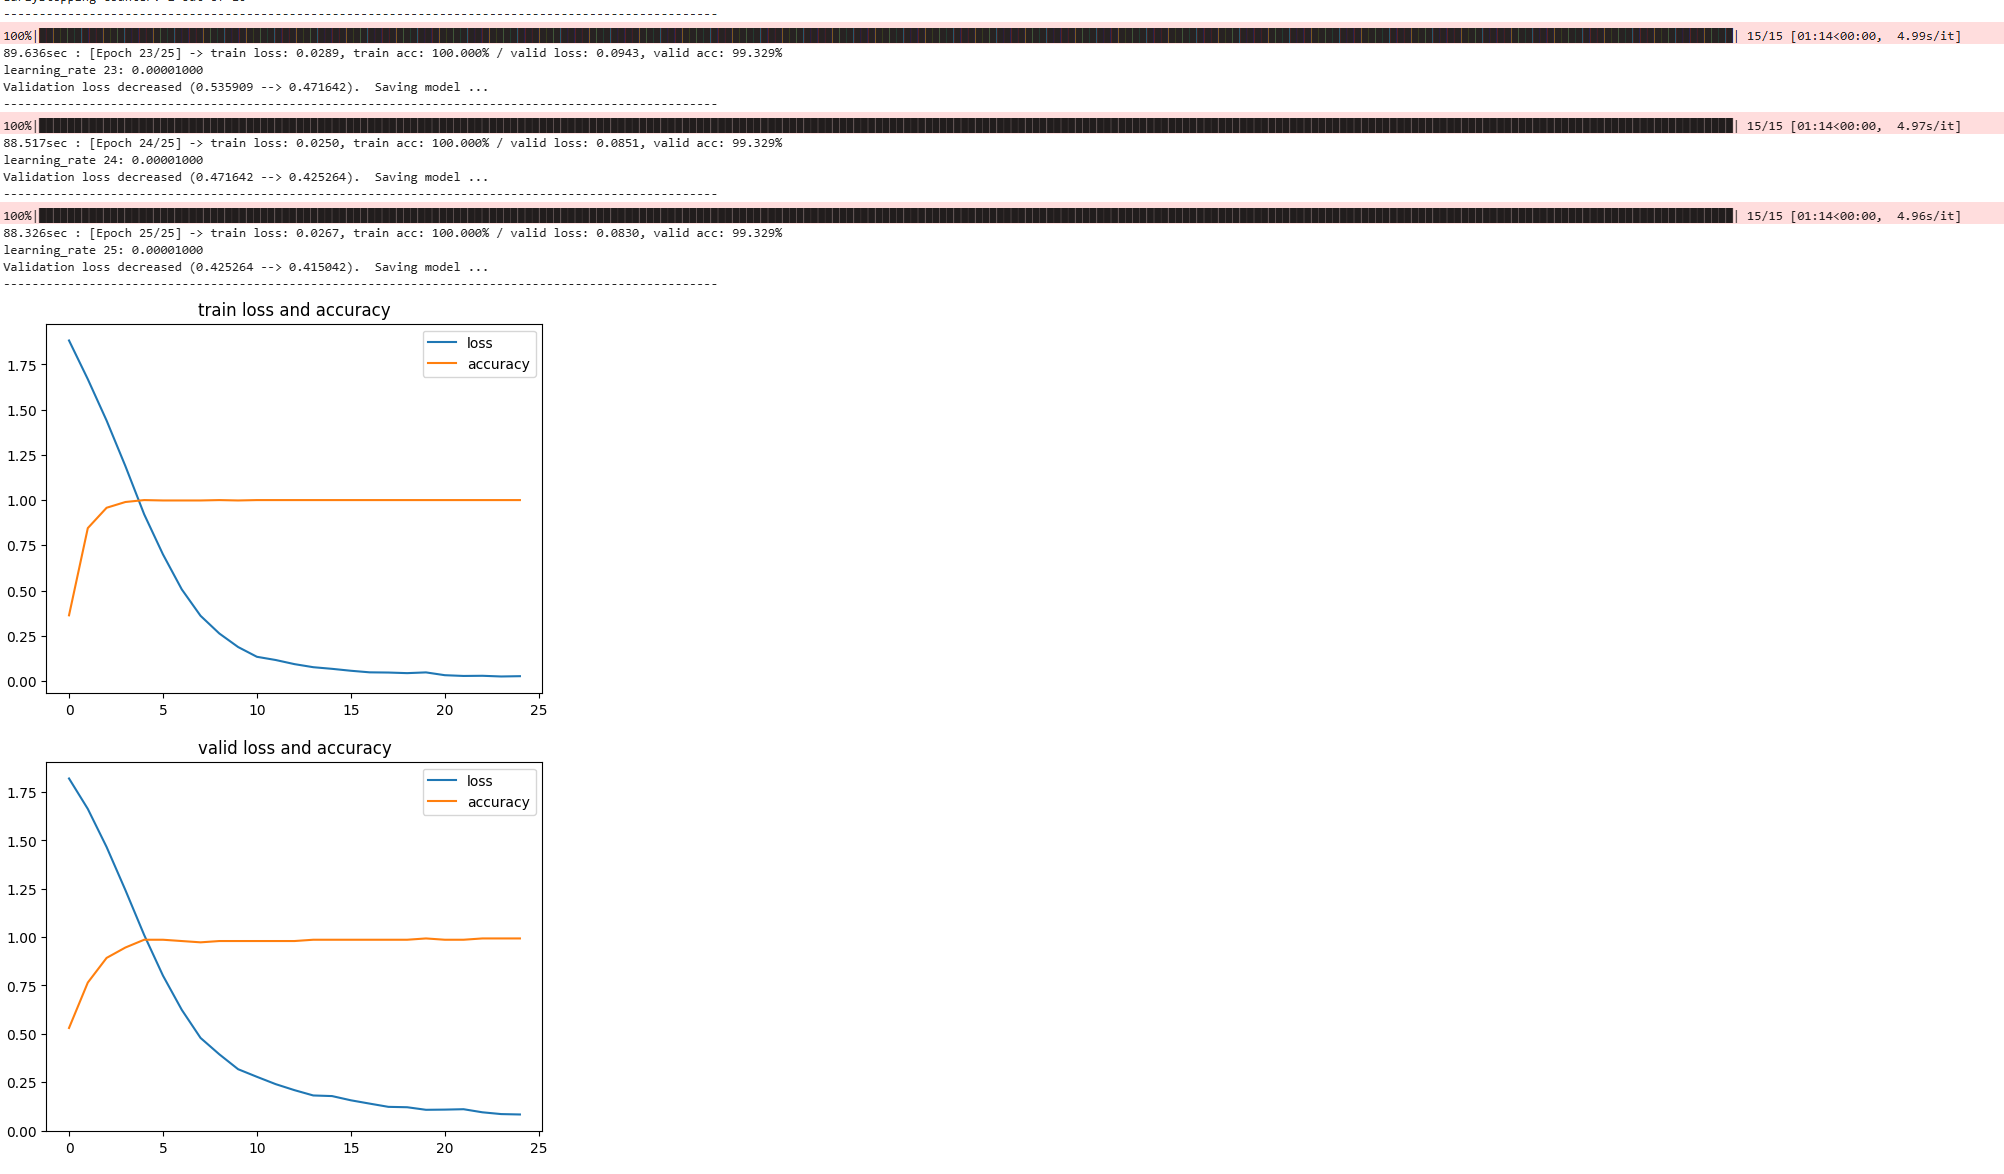 ----------------------------------------------------------------------------------------------------
100%| | 15/15 [01:14<00:00,  4.99s/it]
89.636sec : [Epoch 23/25] -> train loss: 0.0289, train acc: 100.000% / valid loss: 0.0943, valid acc: 99.329%
learning_rate 23: 0.00001000
Validation loss decreased (0.535909 --> 0.471642).  Saving model ...
----------------------------------------------------------------------------------------------------
100%| | 15/15 [01:14<00:00,  4.97s/it]
88.517sec : [Epoch 24/25] -> train loss: 0.0250, train acc: 100.000% / valid loss: 0.0851, valid acc: 99.329%
learning_rate 24: 0.00001000
Validation loss decreased (0.471642 --> 0.425264).  Saving model ...
----------------------------------------------------------------------------------------------------
100%| | 15/15 [01:14<00:00,  4.96s/it]
88.326sec : [Epoch 25/25] -> train loss: 0.0267, train acc: 100.000% / valid loss: 0.0830, valid acc: 99.329%
learning_rate 25: 0.00001000
Validation loss decreased (0.425264 --> 0.415042).  Saving model ...
----------------------------------------------------------------------------------------------------
train loss and accuracy
loss
accuracy
1.75
1.50
1.25
1.00
0.75
0.50
0.25
0.00
0 5 10 15 20 25
valid loss and accuracy
loss
accuracy
1.75
1.50
1.25
1.00
0.75
0.50
0.25
0.00
0 5 10 15 20 25